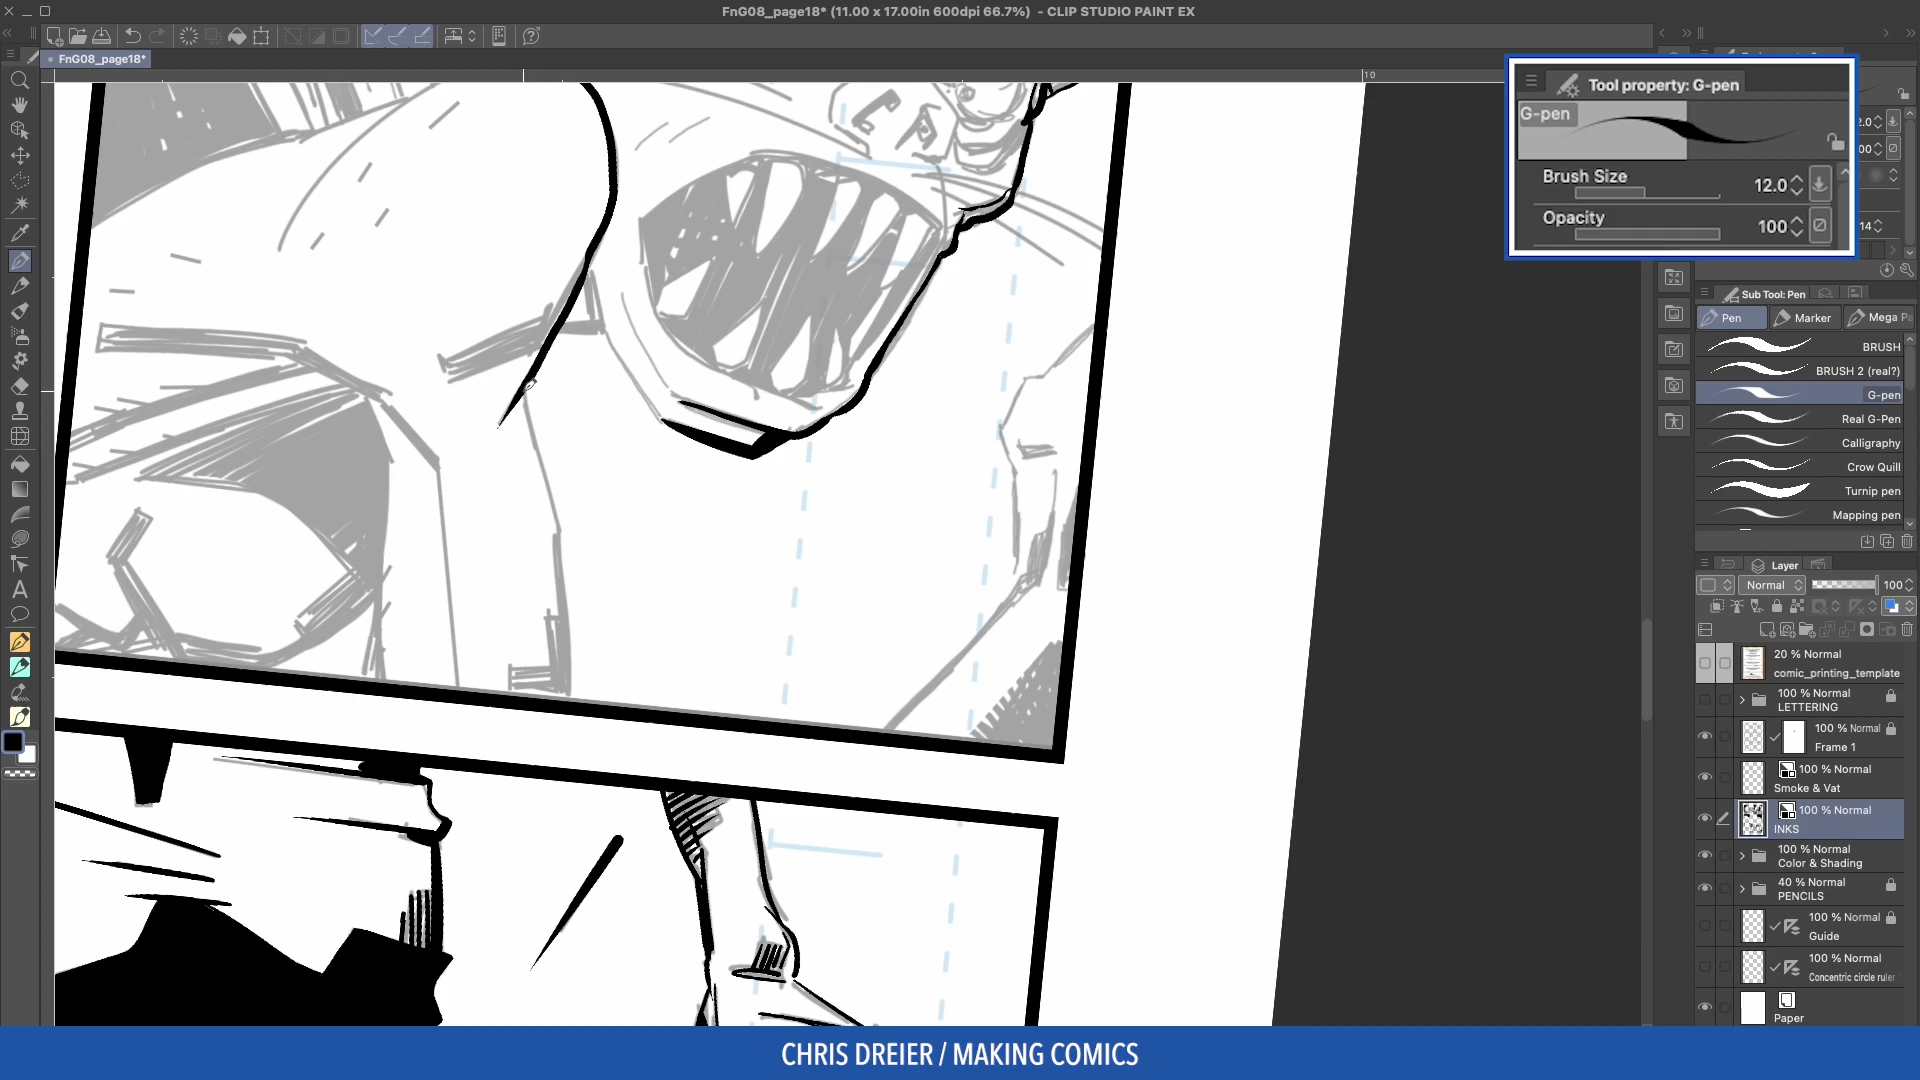 FnG08_page18* (11.00 x 17.00in 600dpi 66.7%) - CLIP STUDIO PAINT EX
FnG08_page18*
10
Tool property: G-pen
G-pen
Brush Size
12.0
Opacity
100
14
Sub Tool: Pen
Pen
Marker
Mega Pa
BRUSH
BRUSH 2 (real?)
G-pen
Real G-Pen
Calligraphy
Crow Quill
Turnip pen
Mapping pen
Layer
Normal
100
20 % Normal
comic_printing_template
100 % Normal
LETTERING
100 % Normal
Frame 1
100 % Normal
Smoke & Vat
100 % Normal
INKS
100 % Normal
Color & Shading
40 % Normal
PENCILS
100 % Normal
Guide
100 % Normal
Concentric circle ruler
Paper
CHRIS DREIER / MAKING COMICS